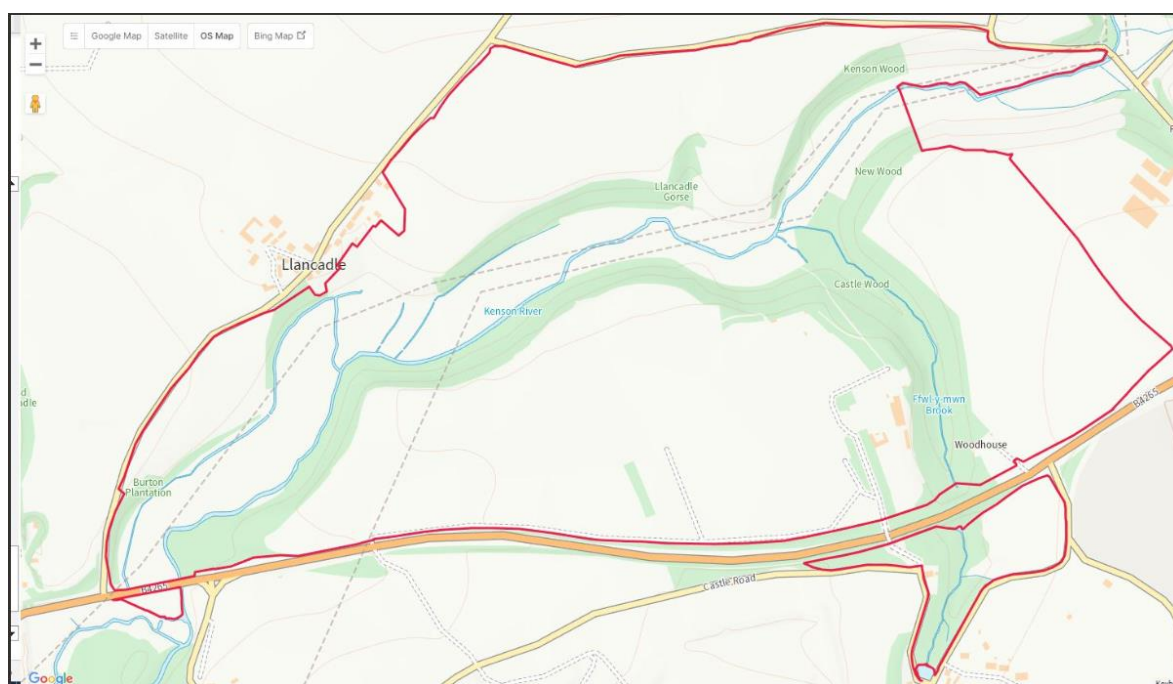 Google Map Satellite OS Map Bing Map
Kenson Wood
New Wood
Llancadle
Gorse
Llancadle
Castle Wood
Kenson River
Ffwl-y-mwn
Brook
B4265
Woodhouse
Burton
Plantation
B4265
Castle Road
Google